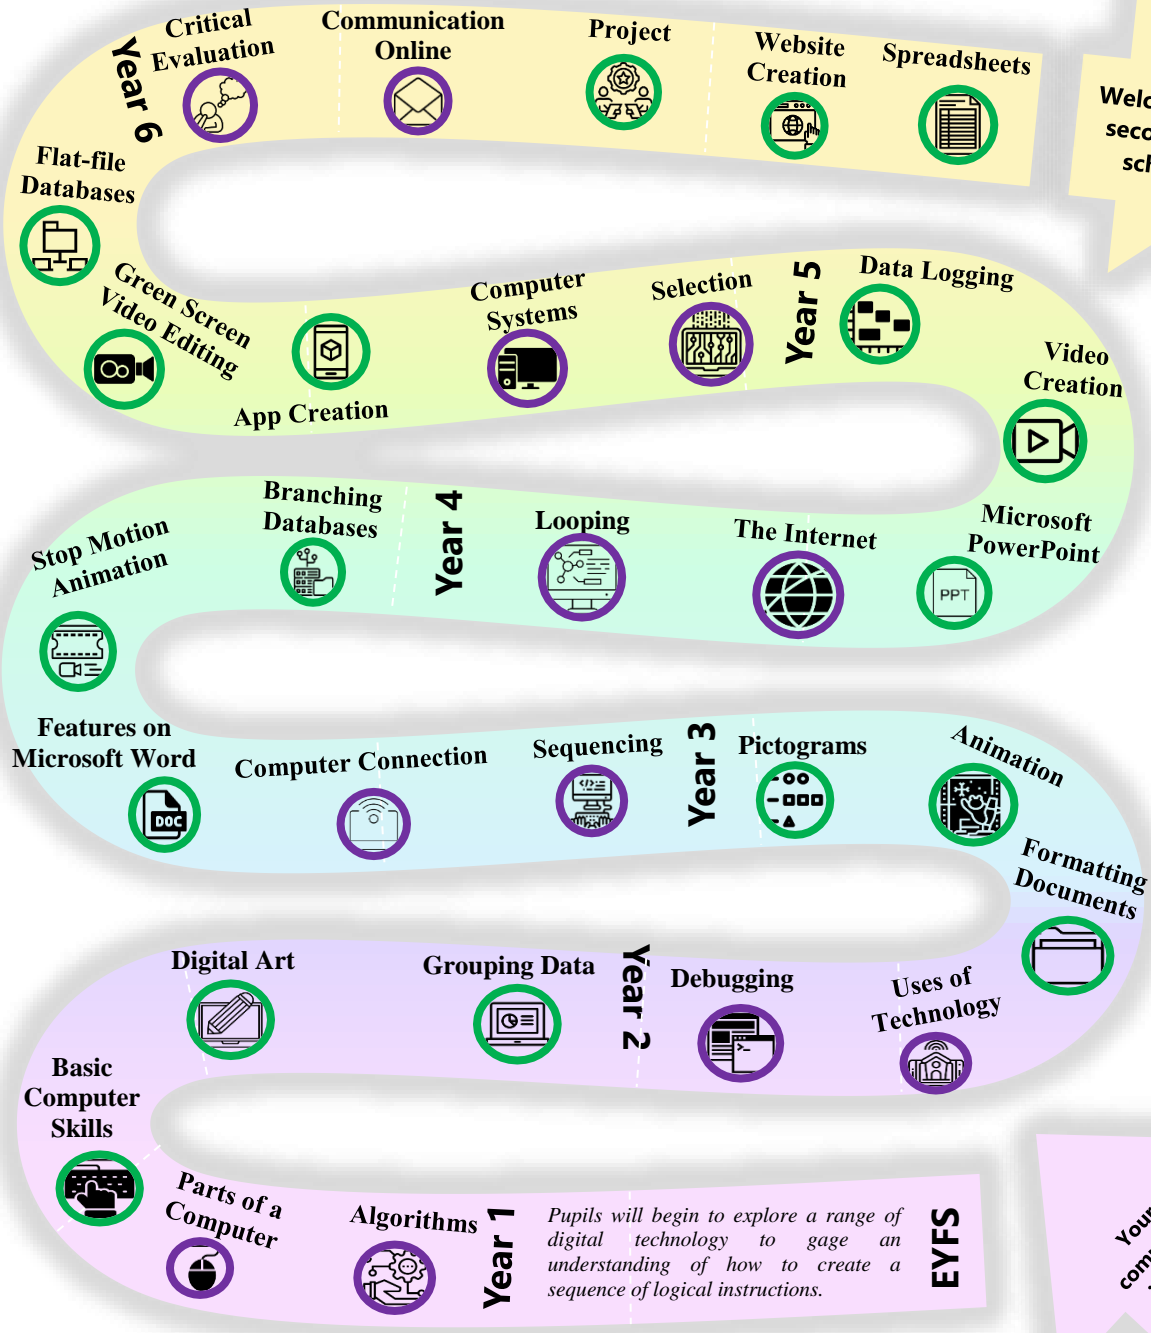 Critical
Evaluation
Communication
Online
Project
Website
Creation
Spreadsheets
Year 6
Flat-file
Databases
Green Screen
Video Editing
App Creation
Computer
Systems
Selection
Year 5
Data Logging
Video
Creation
Microsoft
PowerPoint
PPT
The Internet
Looping
Year 4
Branching
Databases
Stop Motion
Animation
Features on
Microsoft Word
DOC
Computer Connection
Sequencing
Year 3
Pictograms
Animation
Formatting
Documents
Uses of
Technology
Debugging
Year 2
Grouping Data
Digital Art
Basic
Computer
Skills
Parts of a
Computer
Algorithms
Year 1
Pupils will begin to explore a range of
digital technology to gage an
understanding of how to create a
sequence of logical instructions.
EYFS